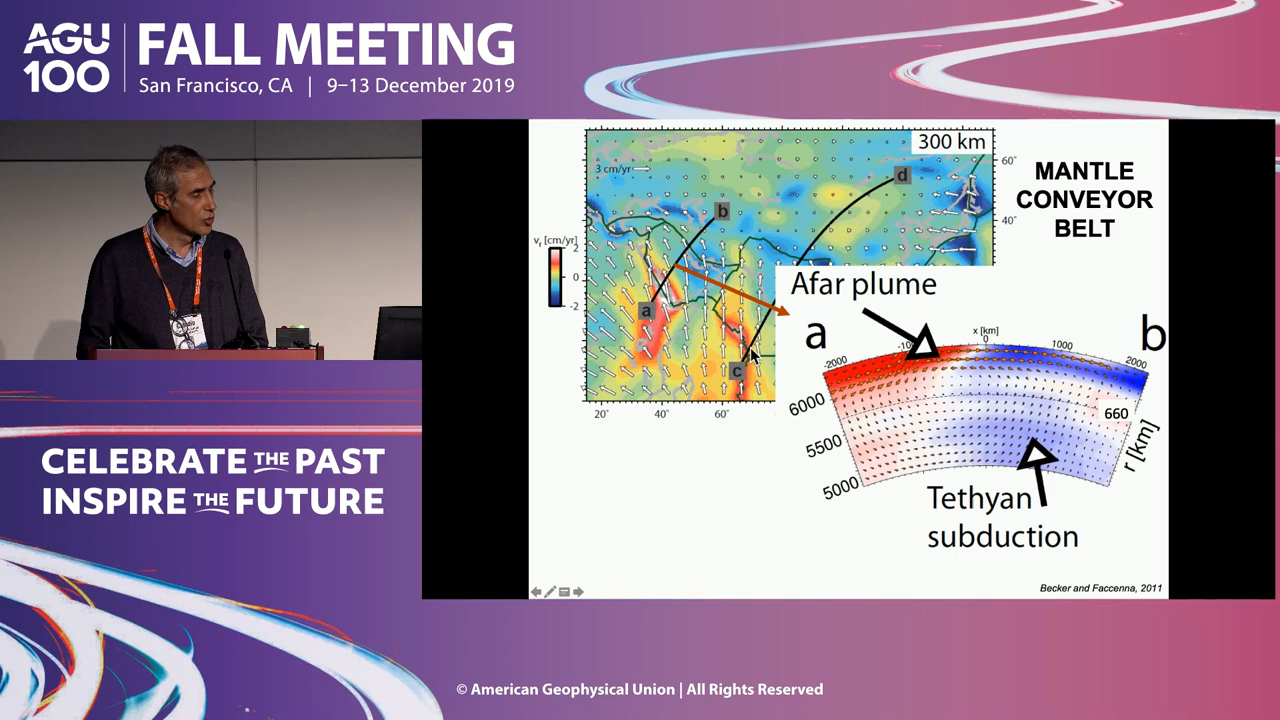 AGU
100
FALL MEETING
San Francisco, CA | 9–13 December 2019
300 km
MANTLE
CONVEYOR
BELT
3 cm/yr
60°
40°
d
b
a
c
vr [cm/yr]
2
0
-2
20°
40°
60°
Afar plume
a
b
x [km]
-2000
0
1000
2000
6000
5500
5000
660
r [km]
Tethyan
subduction
Becker and Faccenna, 2011
CELEBRATE THE PAST
INSPIRE THE FUTURE
© American Geophysical Union | All Rights Reserved